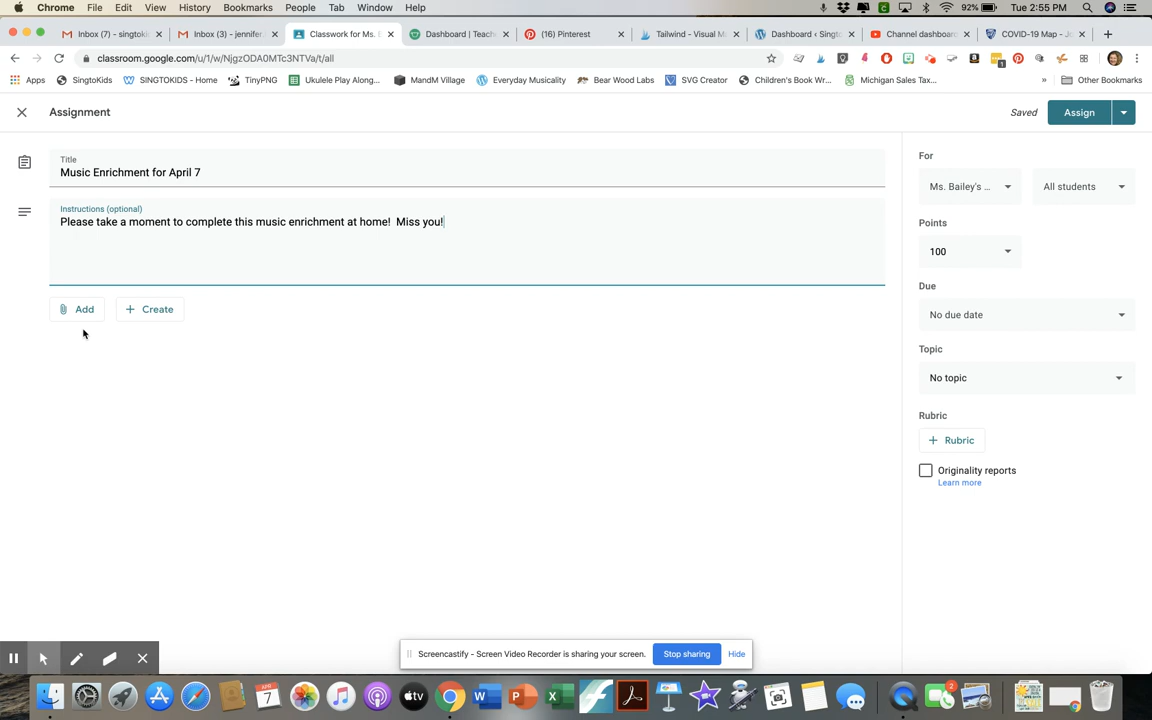 Chrome File Edit View History Bookmarks People Tab Window Help 92% Tue 2:55 PM
Inbox (7) - singtokid Inbox (3) - jennifer. Classwork for Ms. Dashboard | Teach (16) Pinterest Tailwind - Visual M Dashboard ‹ Singto Channel dashboard COVID-19 Map - Jo
classroom.google.com/u/1/w/NjgzODA0MTc3NTVa/t/all
Apps SingtoKids SINGTOKIDS - Home TinyPNG Ukulele Play Along... MandM Village Everyday Musicality Bear Wood Labs SVG Creator Children's Book Wr... Michigan Sales Tax... » Other Bookmarks
Assignment Saved Assign
Title
Music Enrichment for April 7
Instructions (optional)
Please take a moment to complete this music enrichment at home!  Miss you!
Add Create
For
Ms. Bailey's ... All students
Points
100
Due
No due date
Topic
No topic
Rubric
Rubric
Originality reports
Learn more
Screencastify - Screen Video Recorder is sharing your screen. Stop sharing Hide